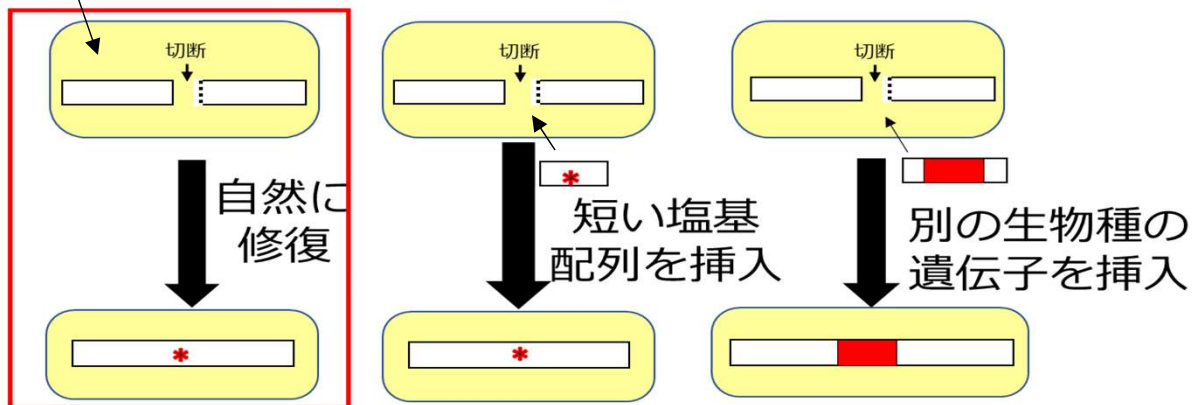 切断
切断
切断
自然に
修復
短い塩基
配列を挿入
別の生物種の
遺伝子を挿入